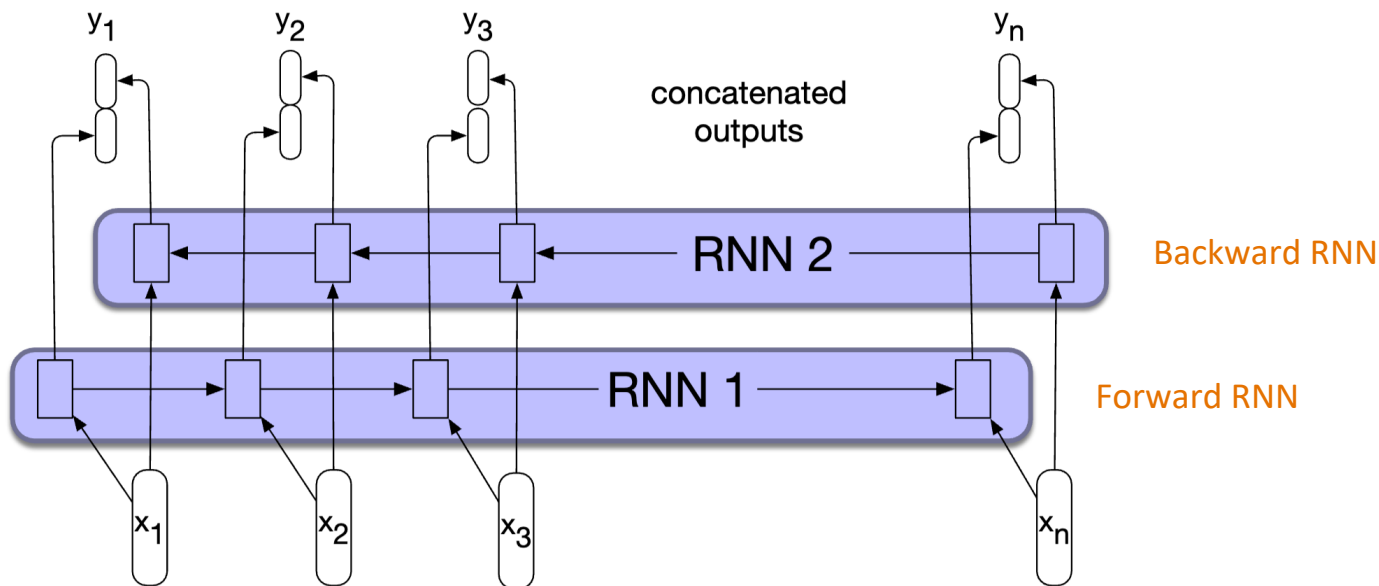 y1 y2 y3 yn
concatenated
outputs
RNN 2
Backward RNN
RNN 1
Forward RNN
x1 x2 x3 xn